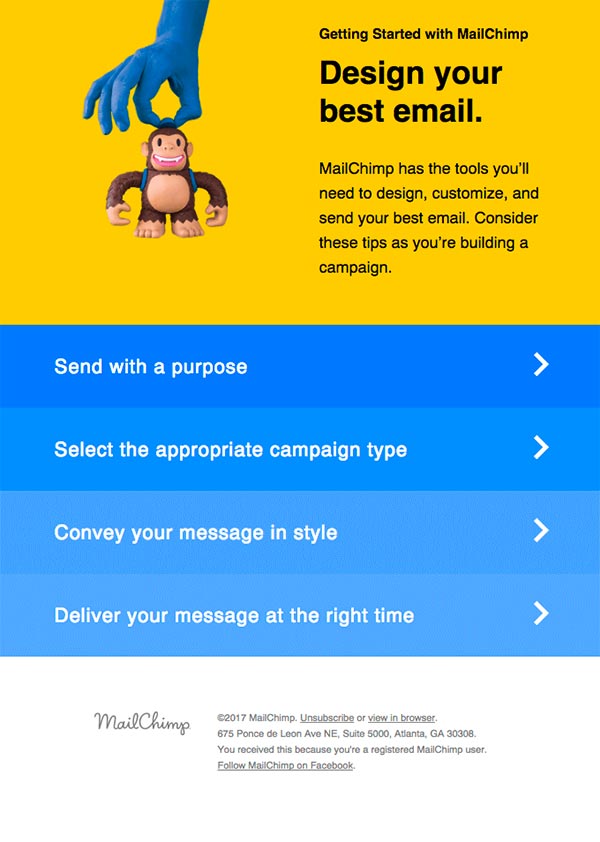 Getting Started with MailChimp
Design your
best email.
MailChimp has the tools you’ll
need to design, customize, and
send your best email. Consider
these tips as you’re building a
campaign.
Send with a purpose
Select the appropriate campaign type
Convey your message in style
Deliver your message at the right time
MailChimp
©2017 MailChimp. Unsubscribe or view in browser.
675 Ponce de Leon Ave NE, Suite 5000, Atlanta, GA 30308.
You received this because you're a registered MailChimp user.
Follow MailChimp on Facebook.